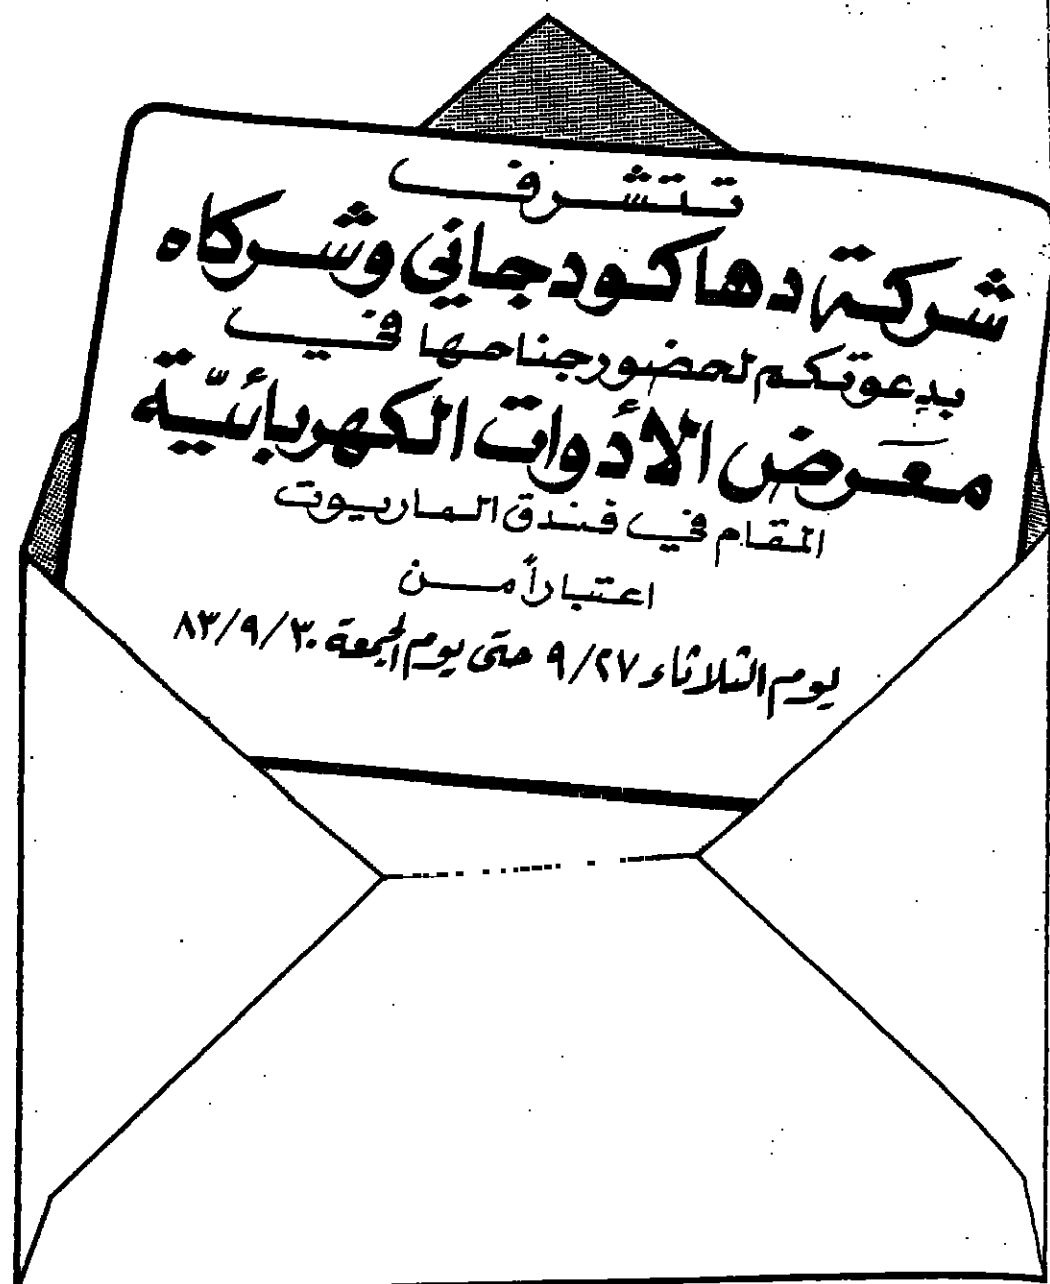 تتشرف
شركة دهاكودجاني وشركاه
بدعوتكم لحضور جناحها في
معرض الأدوات الكهربائيّة
المقام في فندق الماريوت
اعتباراً من
يوم الثلاثاء ٩/٢٧ حتى يوم الجمعة ٨٣/٩/٣٠